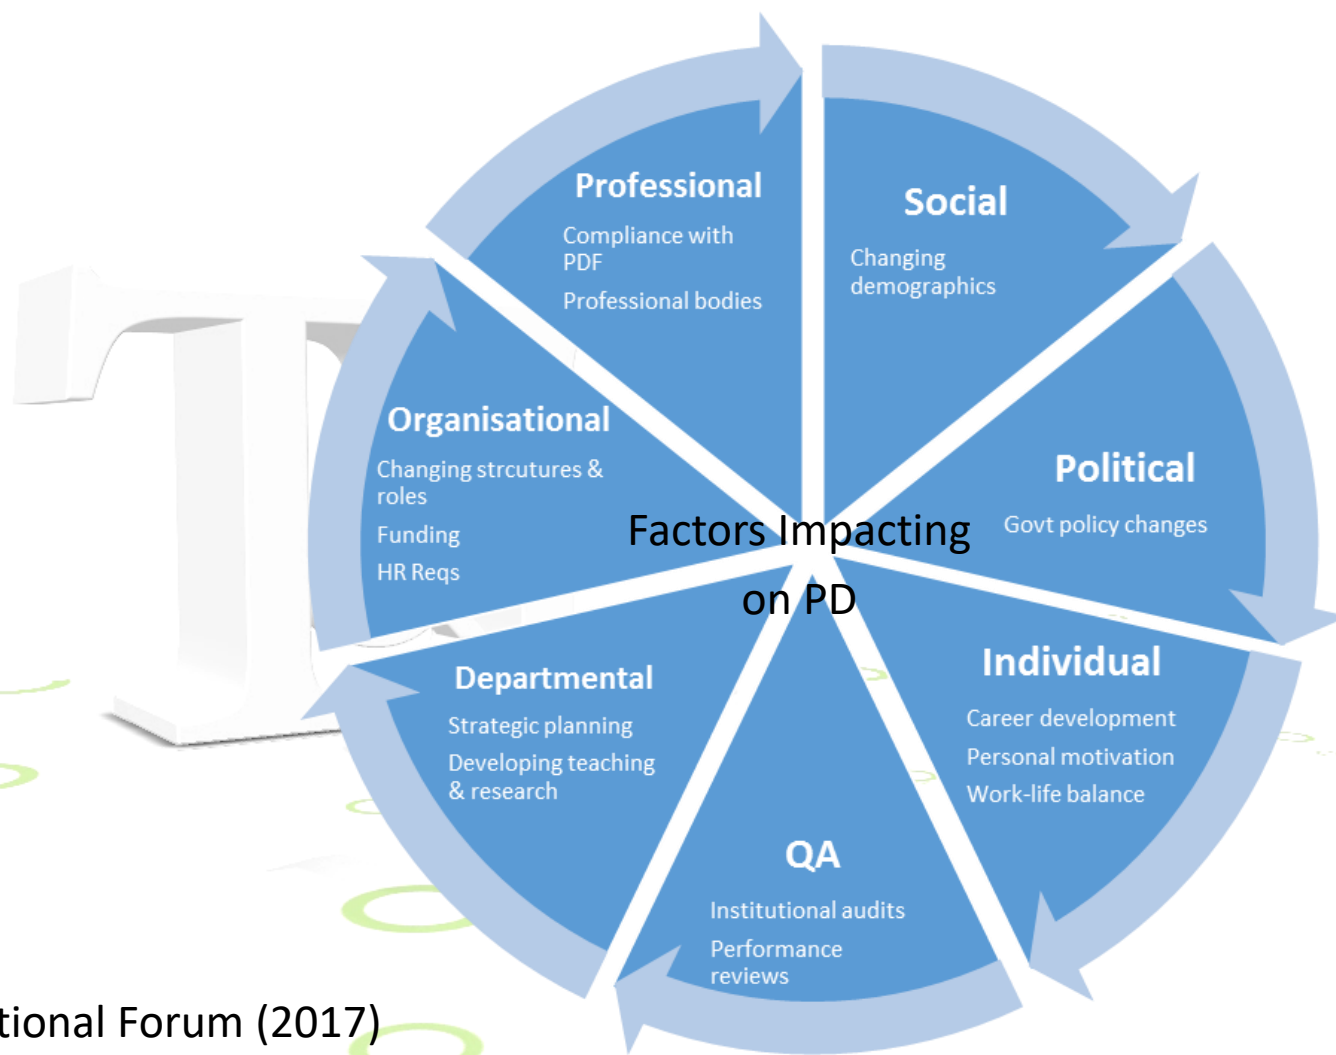 Professional
Compliance with
PDF
Professional bodies
Social
Changing
demographics
Organisational
Changing strcutures &
roles
Funding
HR Reqs
Political
Govt policy changes
Factors Impacting
on PD
Departmental
Strategic planning
Developing teaching
& research
Individual
Career development
Personal motivation
Work-life balance
QA
Institutional audits
Performance
reviews
tional Forum (2017)